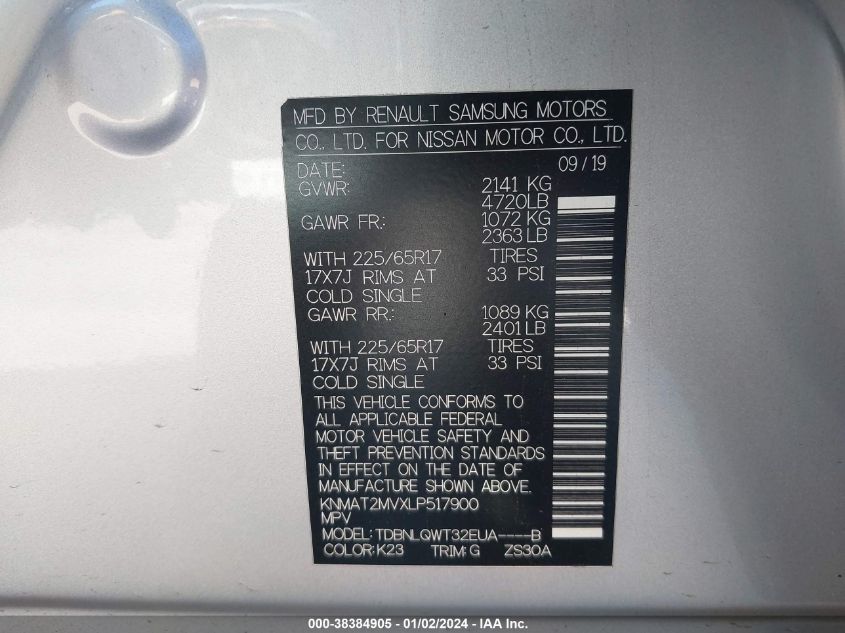 MFD BY RENAULT SAMSUNG MOTORS
CO., LTD. FOR NISSAN MOTOR CO., LTD.
DATE: 09 / 19
GVWR: 2141 KG
4720LB
GAWR FR: 1072 KG
2363 LB
WITH 225/65R17 TIRES
17X7J RIMS AT 33 PSI
COLD SINGLE
GAWR RR: 1089 KG
2401 LB
WITH 225/65R17 TIRES
17X7J RIMS AT 33 PSI
COLD SINGLE
THIS VEHICLE CONFORMS TO
ALL APPLICABLE FEDERAL
MOTOR VEHICLE SAFETY AND
THEFT PREVENTION STANDARDS
IN EFFECT ON THE DATE OF
MANUFACTURE SHOWN ABOVE.
KNMAT2MVXLP517900
MPV
MODEL: TDBNLQWT32EUA----B
COLOR: K23 TRIM: G ZS30A
000-38384905 - 01/02/2024 - IAA Inc.